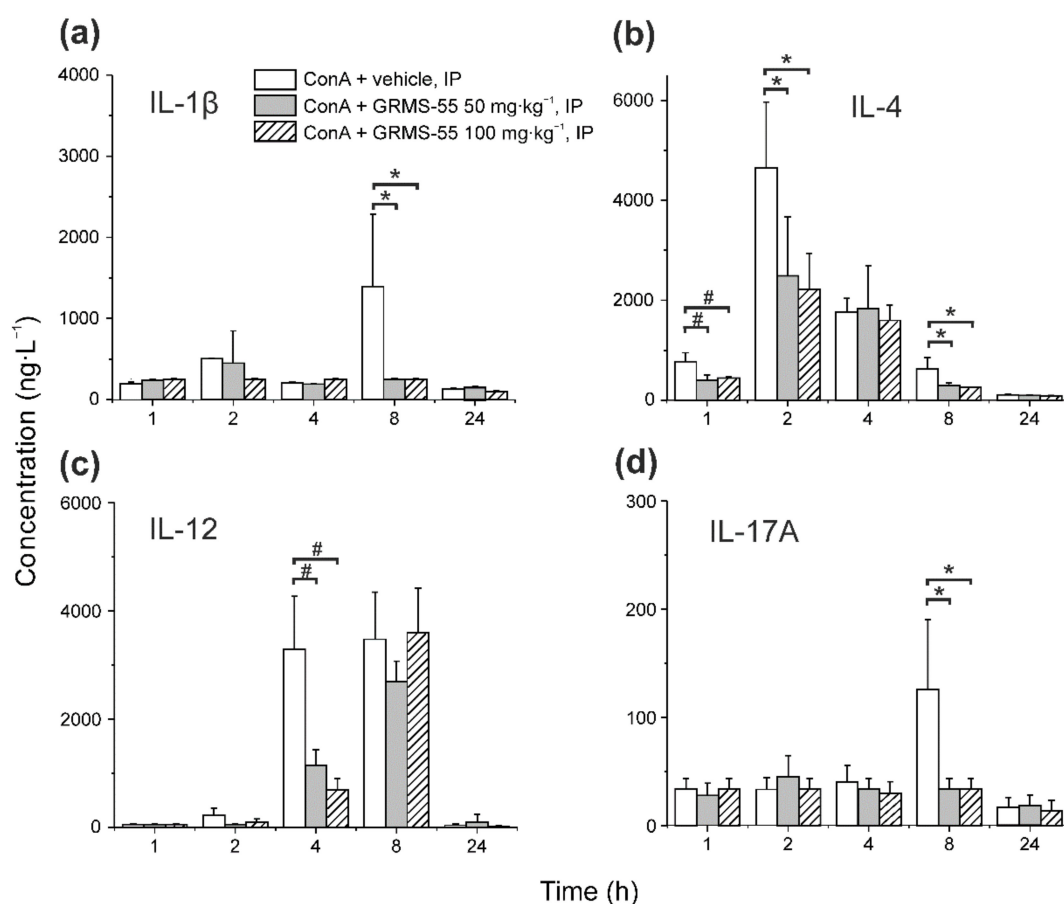 (a)
IL-1β
ConA + vehicle, IP
ConA + GRMS-55 50 mg·kg⁻¹, IP
ConA + GRMS-55 100 mg·kg⁻¹, IP
4000
3000
2000
1000
0
*
*
1 2 4 8 24
(b)
IL-4
6000
4000
2000
0
#
#
*
*
*
*
1 2 4 8 24
Concentration (ng·L⁻¹)
(c)
IL-12
6000
4000
2000
0
#
#
1 2 4 8 24
(d)
IL-17A
300
200
100
0
*
*
1 2 4 8 24
Time (h)